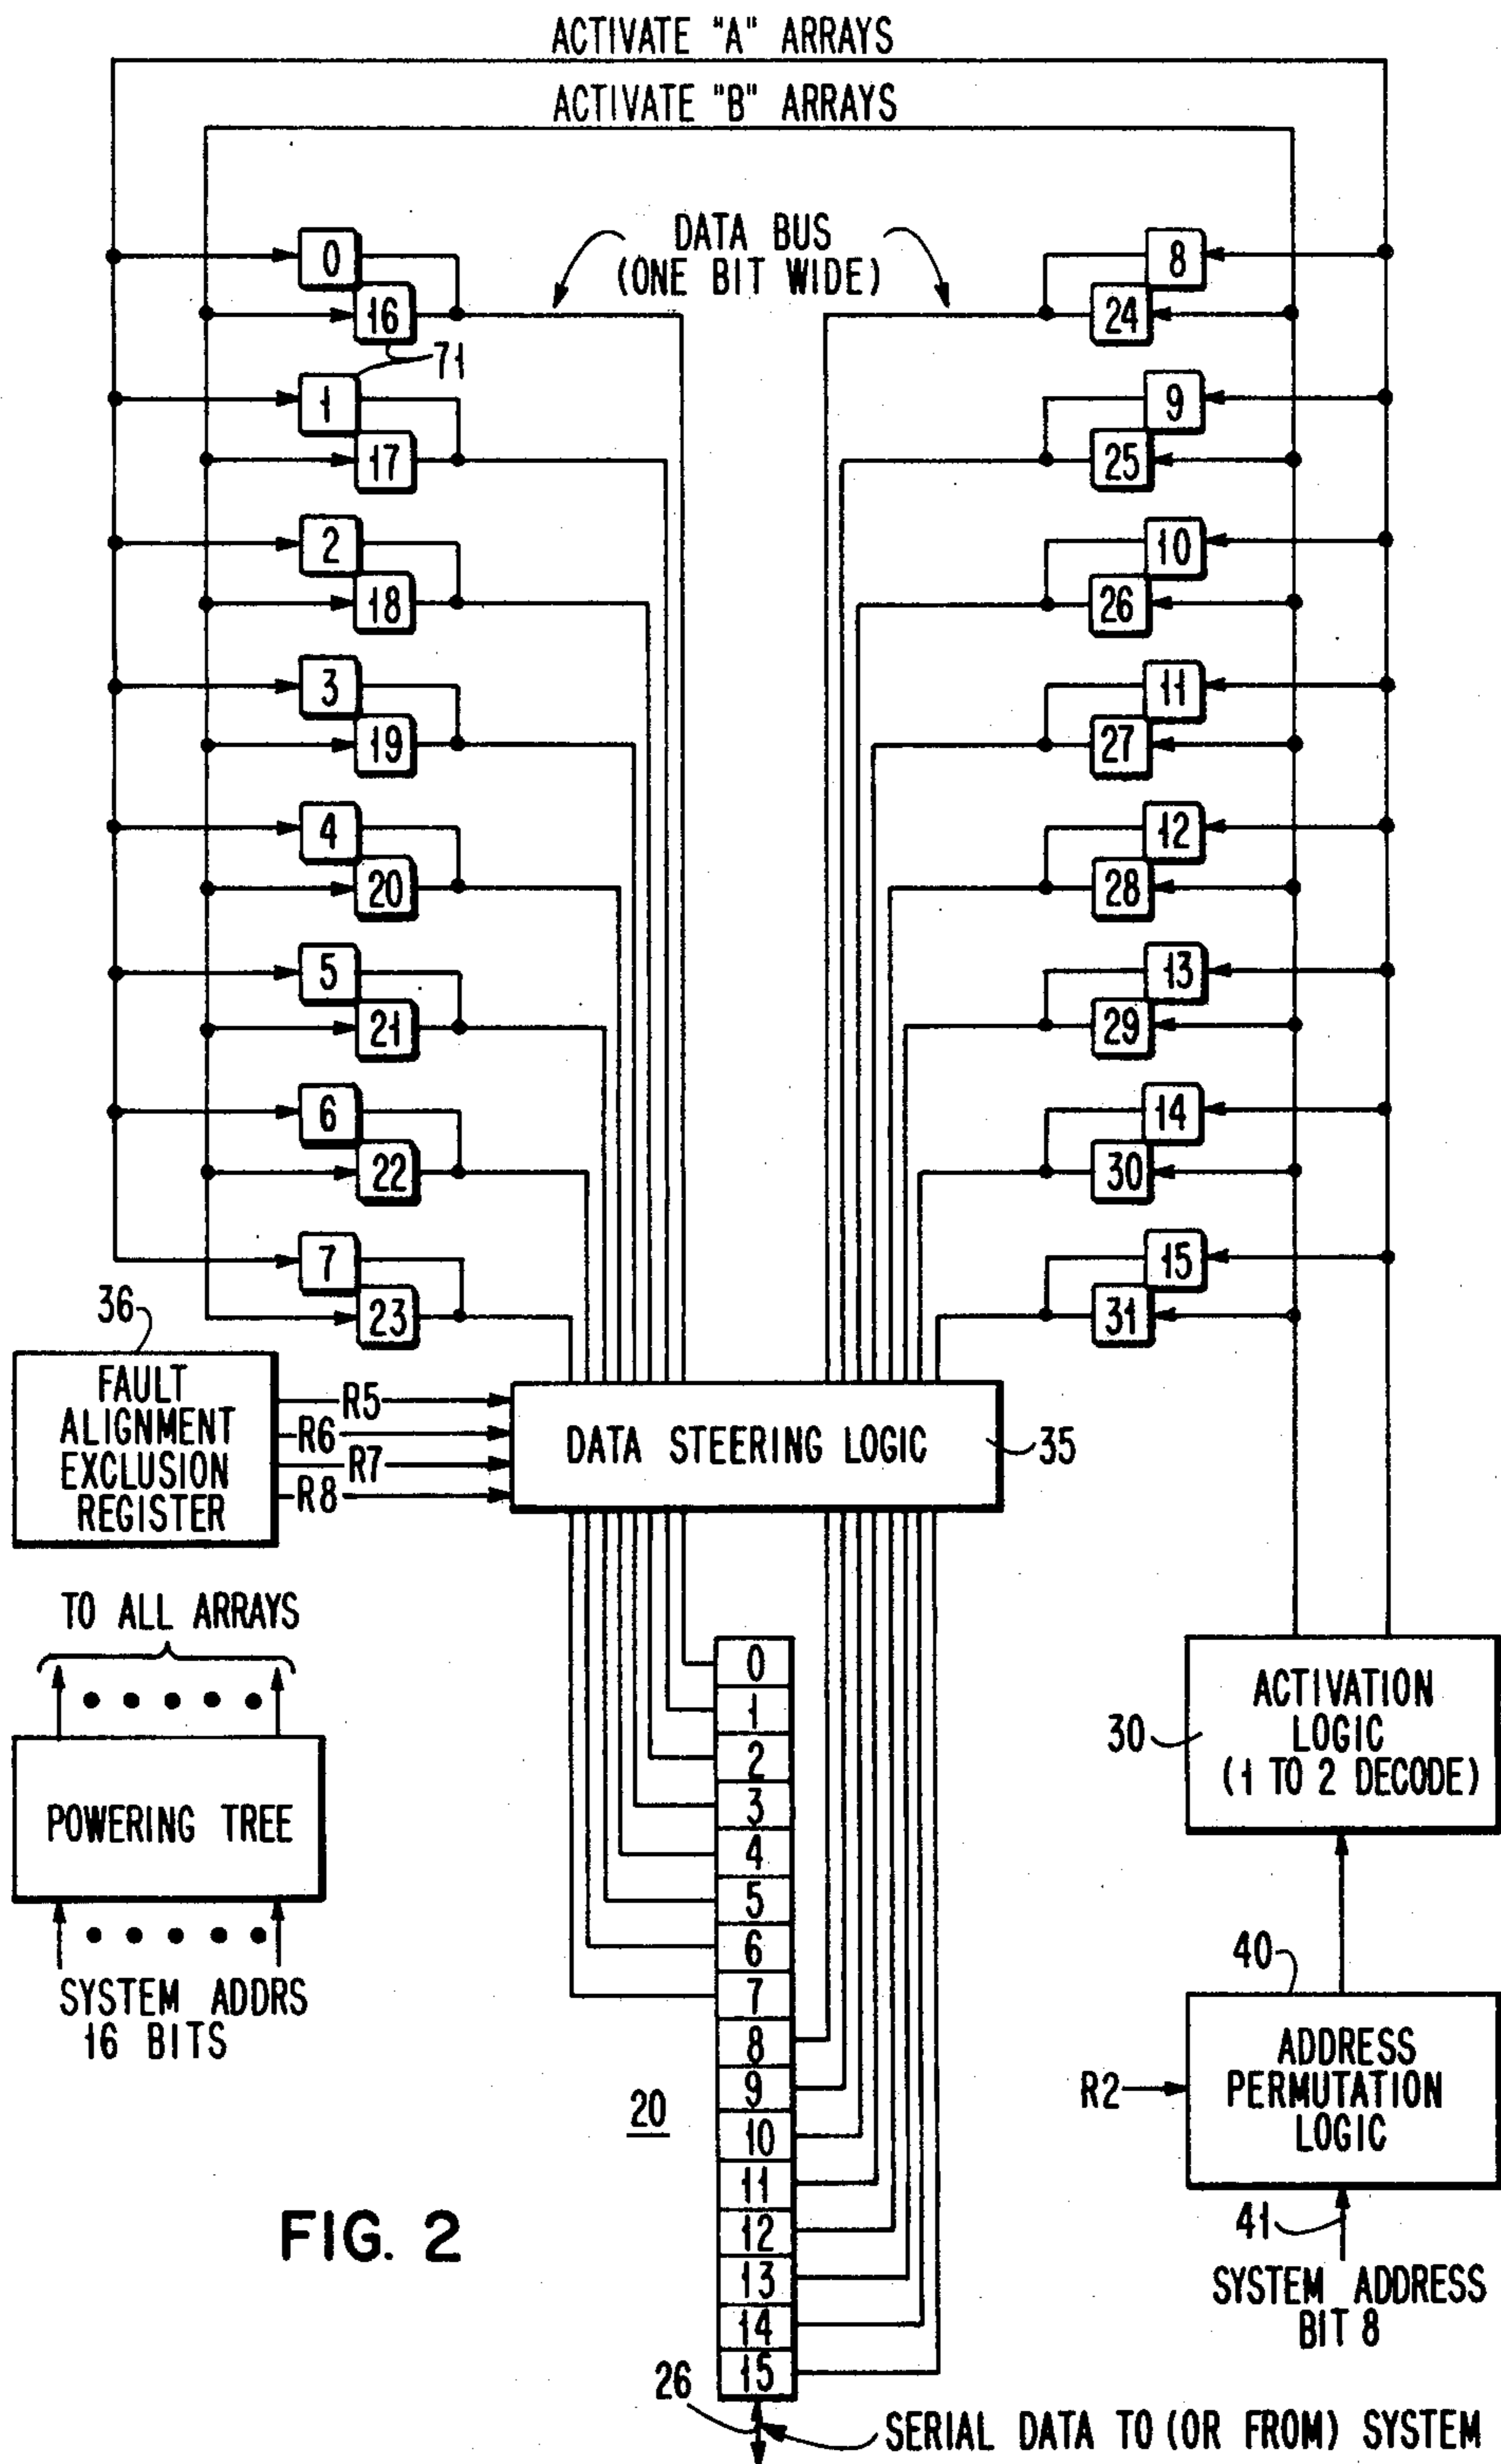 ACTIVATE "A" ARRAYS
ACTIVATE "B" ARRAYS
DATA BUS
(ONE BIT WIDE)
0
16
71
1
17
2
18
3
19
4
20
5
21
6
22
7
23
8
24
9
25
10
26
11
27
12
28
13
29
14
30
15
31
36
FAULT
ALIGNMENT
EXCLUSION
REGISTER
R5
R6
R7
R8
DATA STEERING LOGIC
35
TO ALL ARRAYS
POWERING TREE
SYSTEM ADDRS
16 BITS
0
1
2
3
4
5
6
7
8
9
10
11
12
13
14
15
20
26
SERIAL DATA TO (OR FROM) SYSTEM
30
ACTIVATION
LOGIC
(1 TO 2 DECODE)
40
R2
ADDRESS
PERMUTATION
LOGIC
41
SYSTEM ADDRESS
BIT 8
FIG. 2